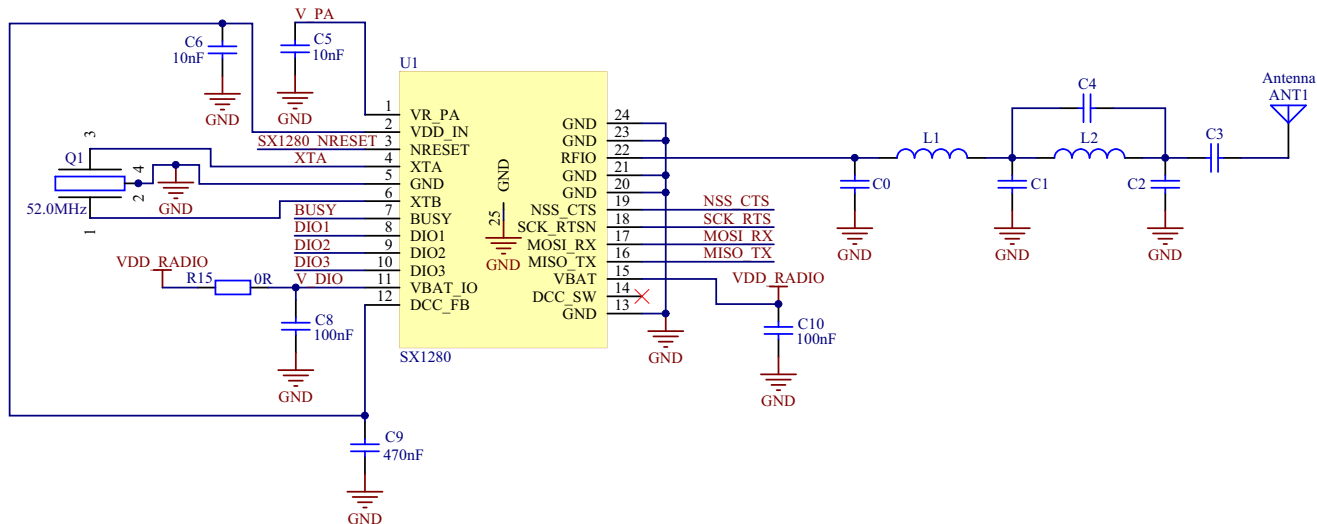 V_PA
C6
10nF
C5
10nF
GND
GND
U1
1
VR_PA
2
VDD_IN
SX1280_NRESET
3
NRESET
XTA
4
XTA
5
GND
6
XTB
BUSY
7
BUSY
DIO1
8
DIO1
DIO2
9
DIO2
DIO3
10
DIO3
V_DIO
11
VBAT_IO
12
DCC_FB
GND
25
GND
GND
24
GND
23
RFIO
22
GND
21
GND
20
NSS_CTS
19
NSS_CTS
SCK_RTSN
18
SCK_RTS
MOSI_RX
17
MOSI_RX
MISO_TX
16
MISO_TX
VBAT
15
DCC_SW
14
GND
13
SX1280
Q1
3
4
2
1
52.0MHz
GND
VDD_RADIO
R15
0R
C8
100nF
GND
C9
470nF
GND
GND
VDD_RADIO
C10
100nF
GND
C0
GND
L1
C1
GND
C4
L2
C2
GND
C3
Antenna
ANT1